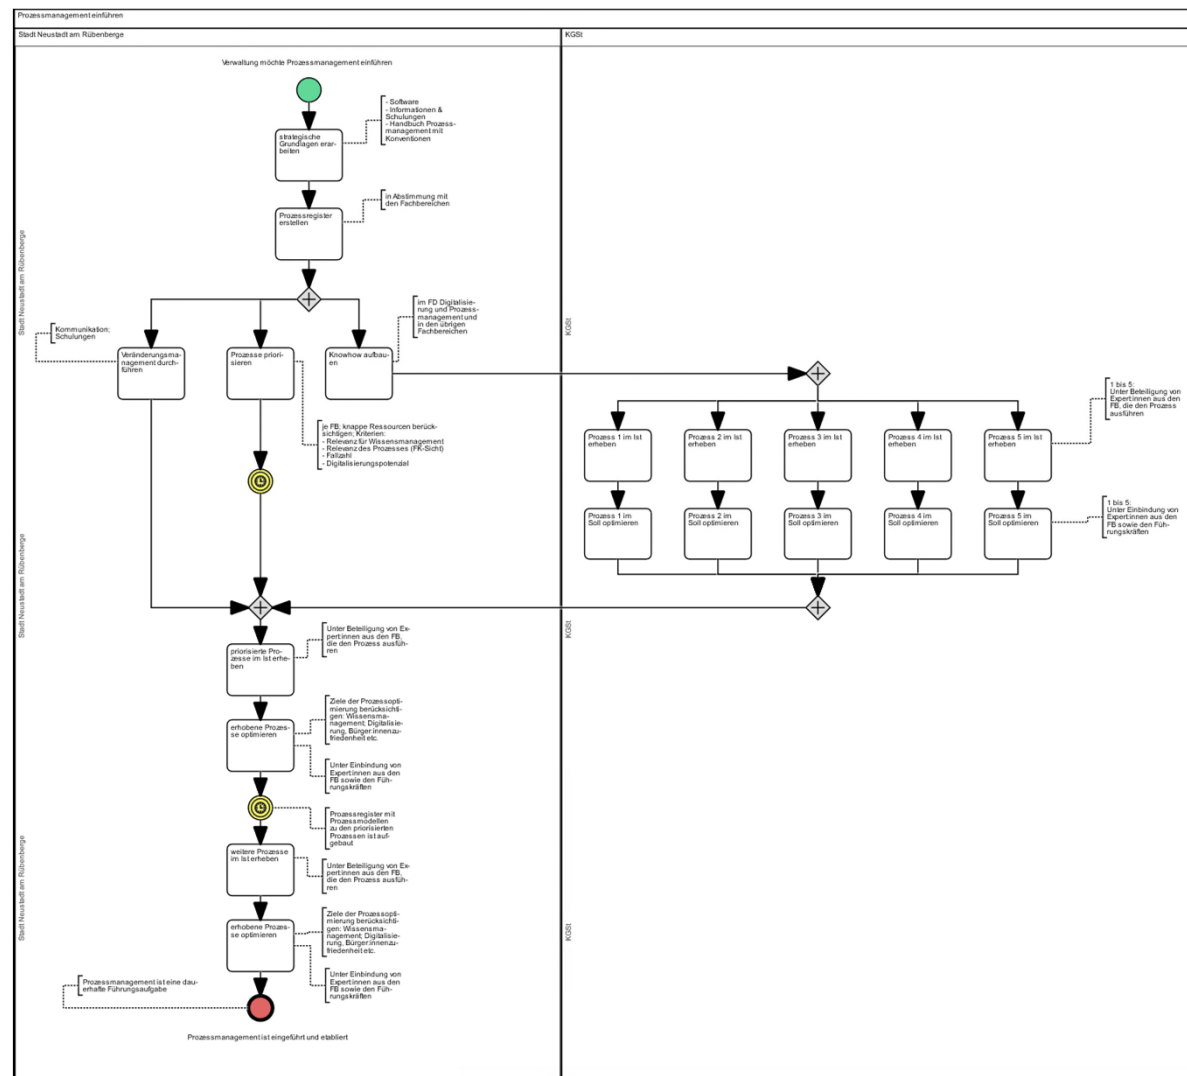 Prozessmanagement einführen
Stadt Neustadt am Rübenberge
KGSt
Verwaltung möchte Prozessmanagement einführen
- Software
- Informationen &
Schulungen
- Handbuch Prozess-
management mit
Konventionen
strategische
Grundlagen erar-
beiten
in Abstimmung mit
den Fachbereichen
Prozessregister
erstellen
Stadt Neustadt am Rübenberge
KGSt
im FD Digitalisie-
rung und Prozess-
management und
in den übrigen
Fachbereichen
Kommunikation;
Schulungen
Veränderungsma-
nagement durch-
führen
Prozesse priori-
sieren
Knowhow aufbau-
en
1 bis 5:
Unter Beteiligung von
Expert:innen aus den
FB, die den Prozess
ausführen
je FB; knappe Ressourcen berück-
sichtigen; Kriterien:
- Relevanz für Wissensmanagement
- Relevanz des Prozesses (FK-Sicht)
- Fallzahl
- Digitalisierungspotenzial
Prozess 1 im Ist
erheben
Prozess 2 im Ist
erheben
Prozess 3 im Ist
erheben
Prozess 4 im Ist
erheben
Prozess 5 im Ist
erheben
Prozess 1 im
Soll optimieren
Prozess 2 im
Soll optimieren
Prozess 3 im
Soll optimieren
Prozess 4 im
Soll optimieren
Prozess 5 im
Soll optimieren
1 bis 5:
Unter Einbindung von
Expert:innen aus den
FB sowie den Füh-
rungskräften
Stadt Neustadt am Rübenberge
KGSt
Unter Beteiligung von Ex-
pert:innen aus den FB,
die den Prozess ausfüh-
ren
priorisierte Pro-
zesse im Ist erhe-
ben
Ziele der Prozessopti-
mierung berücksichti-
gen: Wissensma-
nagement; Digitalisie-
rung, Bürger:innenzu-
friedenheit etc.
erhobene Prozes-
se optimieren
Unter Einbindung von
Expert:innen aus den
FB sowie den Füh-
rungskräften
Prozessregister mit
Prozessmodellen
zu den priorisierten
Prozessen ist auf-
gebaut
weitere Prozesse
im Ist erheben
Unter Beteiligung von Ex-
pert:innen aus den FB,
die den Prozess ausfüh-
ren
Stadt Neustadt am Rübenberge
KGSt
Ziele der Prozessopti-
mierung berücksichti-
gen: Wissensma-
nagement; Digitalisie-
rung, Bürger:innenzu-
friedenheit etc.
erhobene Prozes-
se optimieren
Unter Einbindung von
Expert:innen aus den
FB sowie den Füh-
rungskräften
Prozessmanagement ist eine dau-
erhafte Führungsaufgabe
Prozessmanagement ist eingeführt und etabliert